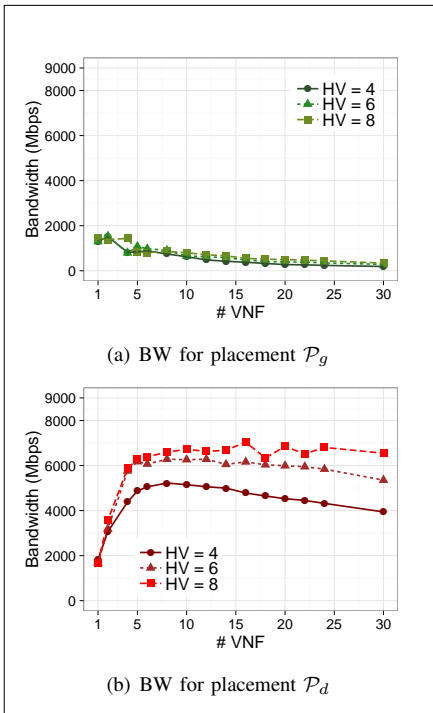 9000
8000
6000
4000
2000
0
Bandwidth (Mbps)
HV = 4
HV = 6
HV = 8
1 5 10 15 20 25 30
# VNF
(a) BW for placement 𝒫g
9000
8000
6000
4000
2000
0
Bandwidth (Mbps)
HV = 4
HV = 6
HV = 8
1 5 10 15 20 25 30
# VNF
(b) BW for placement 𝒫d